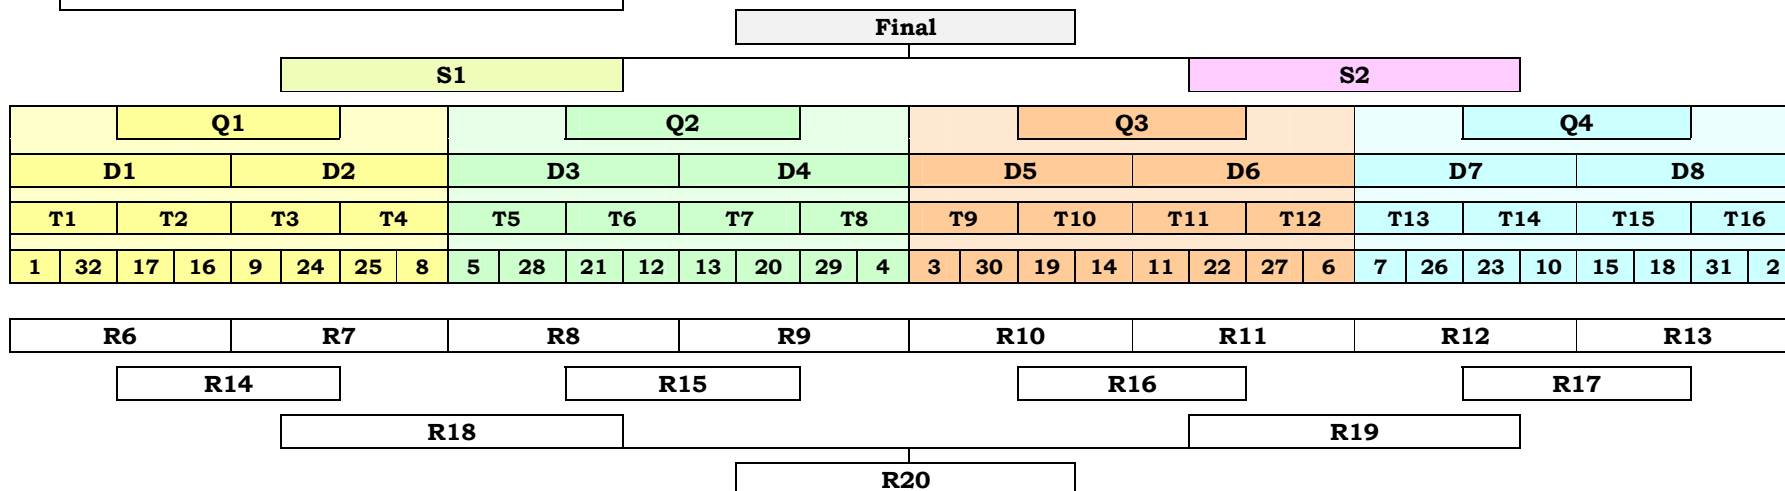 Final
S1 S2
Q1 Q2 Q3 Q4
D1 D2 D3 D4 D5 D6 D7 D8
T1 T2 T3 T4 T5 T6 T7 T8 T9 T10 T11 T12 T13 T14 T15 T16
1 32 17 16 9 24 25 8 5 28 21 12 13 20 29 4 3 30 19 14 11 22 27 6 7 26 23 10 15 18 31 2
R6 R7 R8 R9 R10 R11 R12 R13
R14 R15 R16 R17
R18 R19
R20